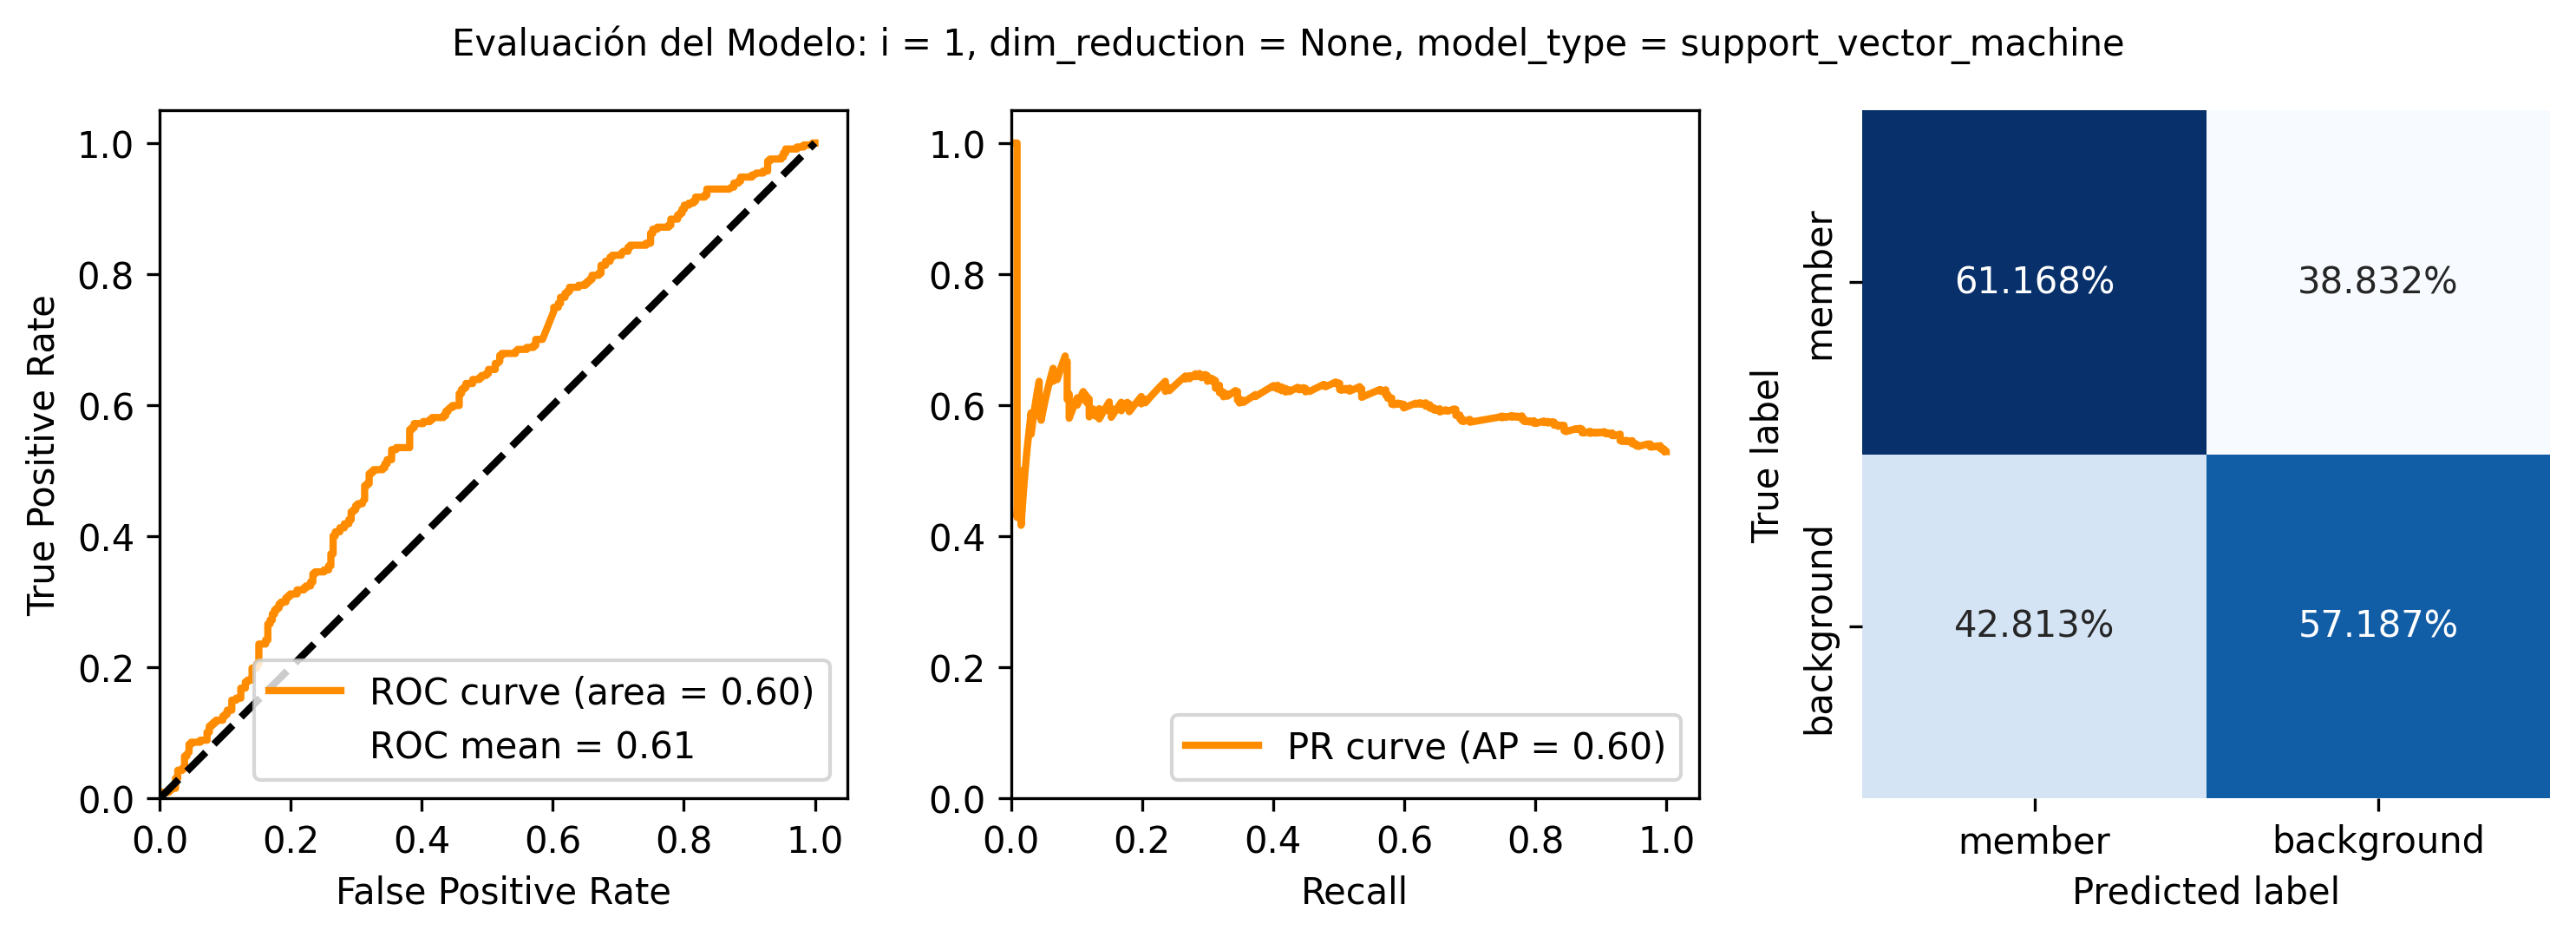 Evaluación del Modelo: i = 1, dim_reduction = None, model_type = support_vector_machine
True Positive Rate
1.0
0.8
0.6
0.4
0.2
0.0
0.0 0.2 0.4 0.6 0.8 1.0
False Positive Rate
ROC curve (area = 0.60)
ROC mean = 0.61
1.0
0.8
0.6
0.4
0.2
0.0
0.0 0.2 0.4 0.6 0.8 1.0
Recall
PR curve (AP = 0.60)
True label
member
background
61.168% 38.832%
42.813% 57.187%
member background
Predicted label